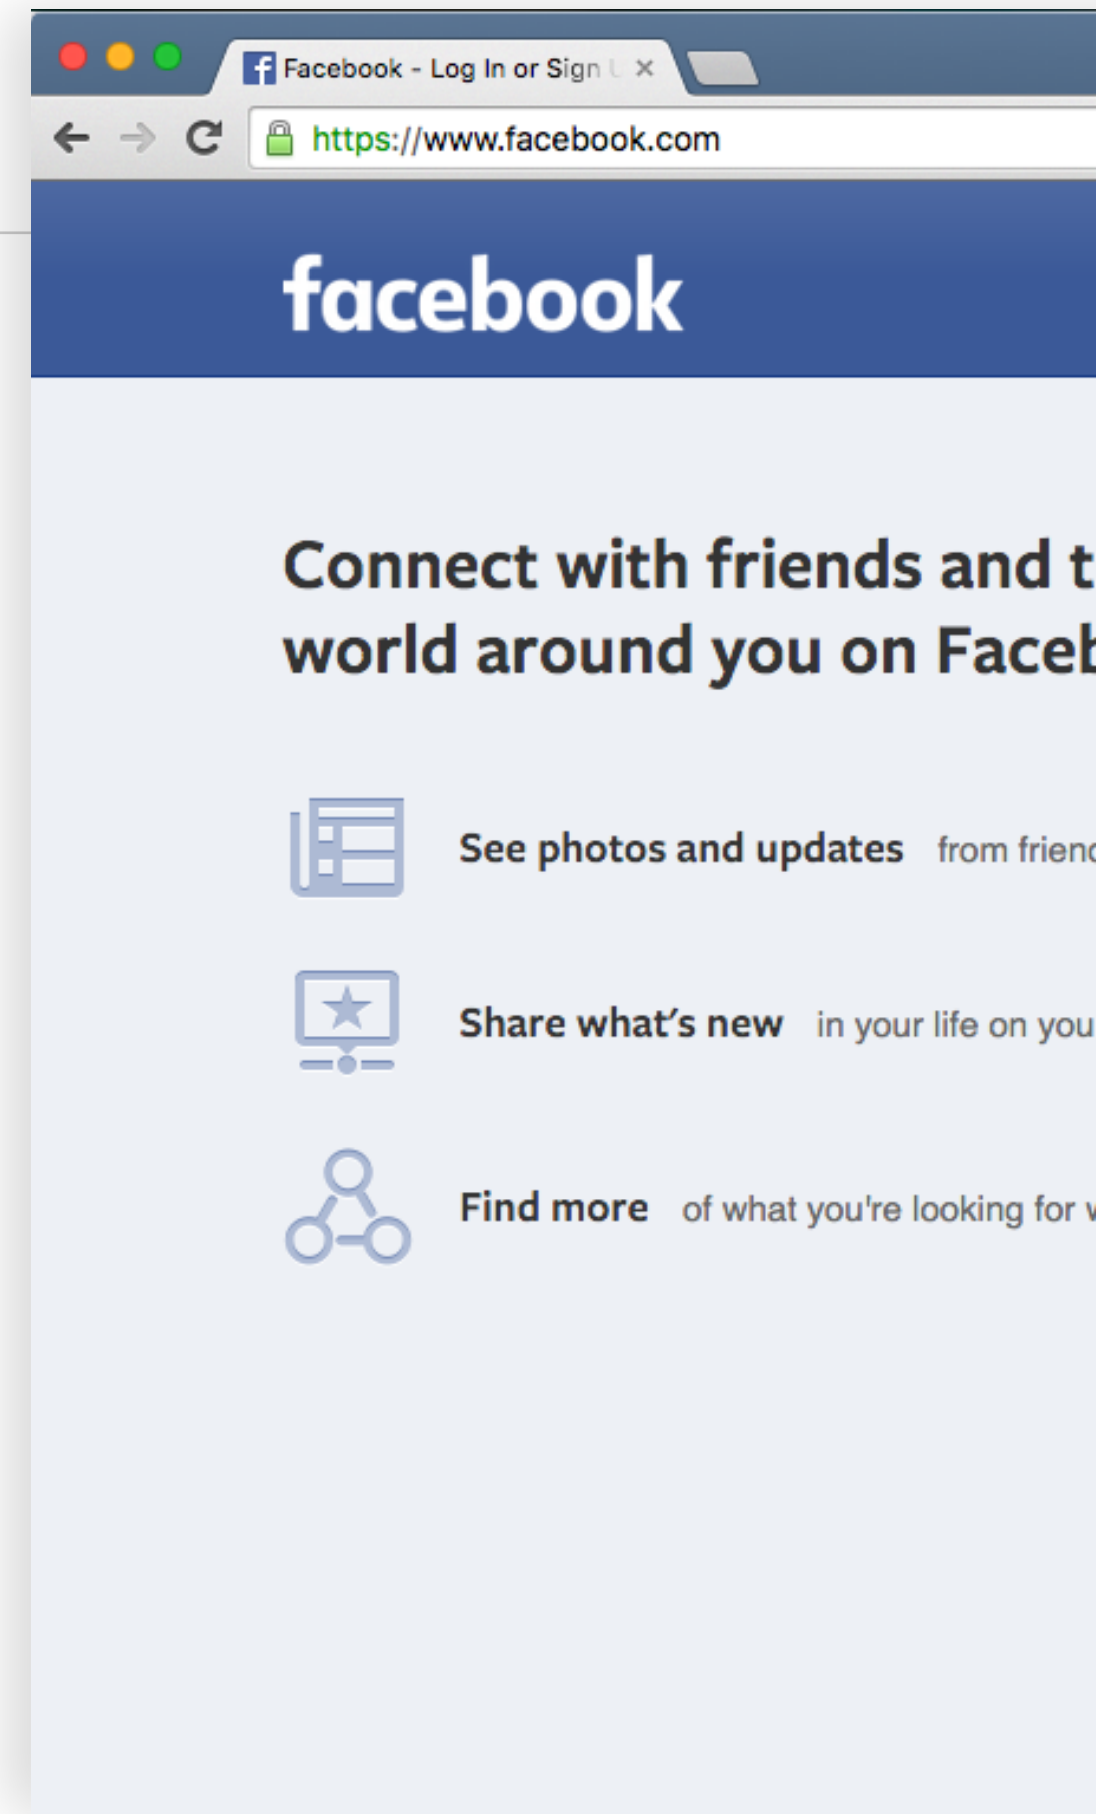 Facebook - Log In or Sign U
https://www.facebook.com
facebook
Connect with friends and t
world around you on Faceb
See photos and updates from friend
Share what's new in your life on you
Find more of what you're looking for w